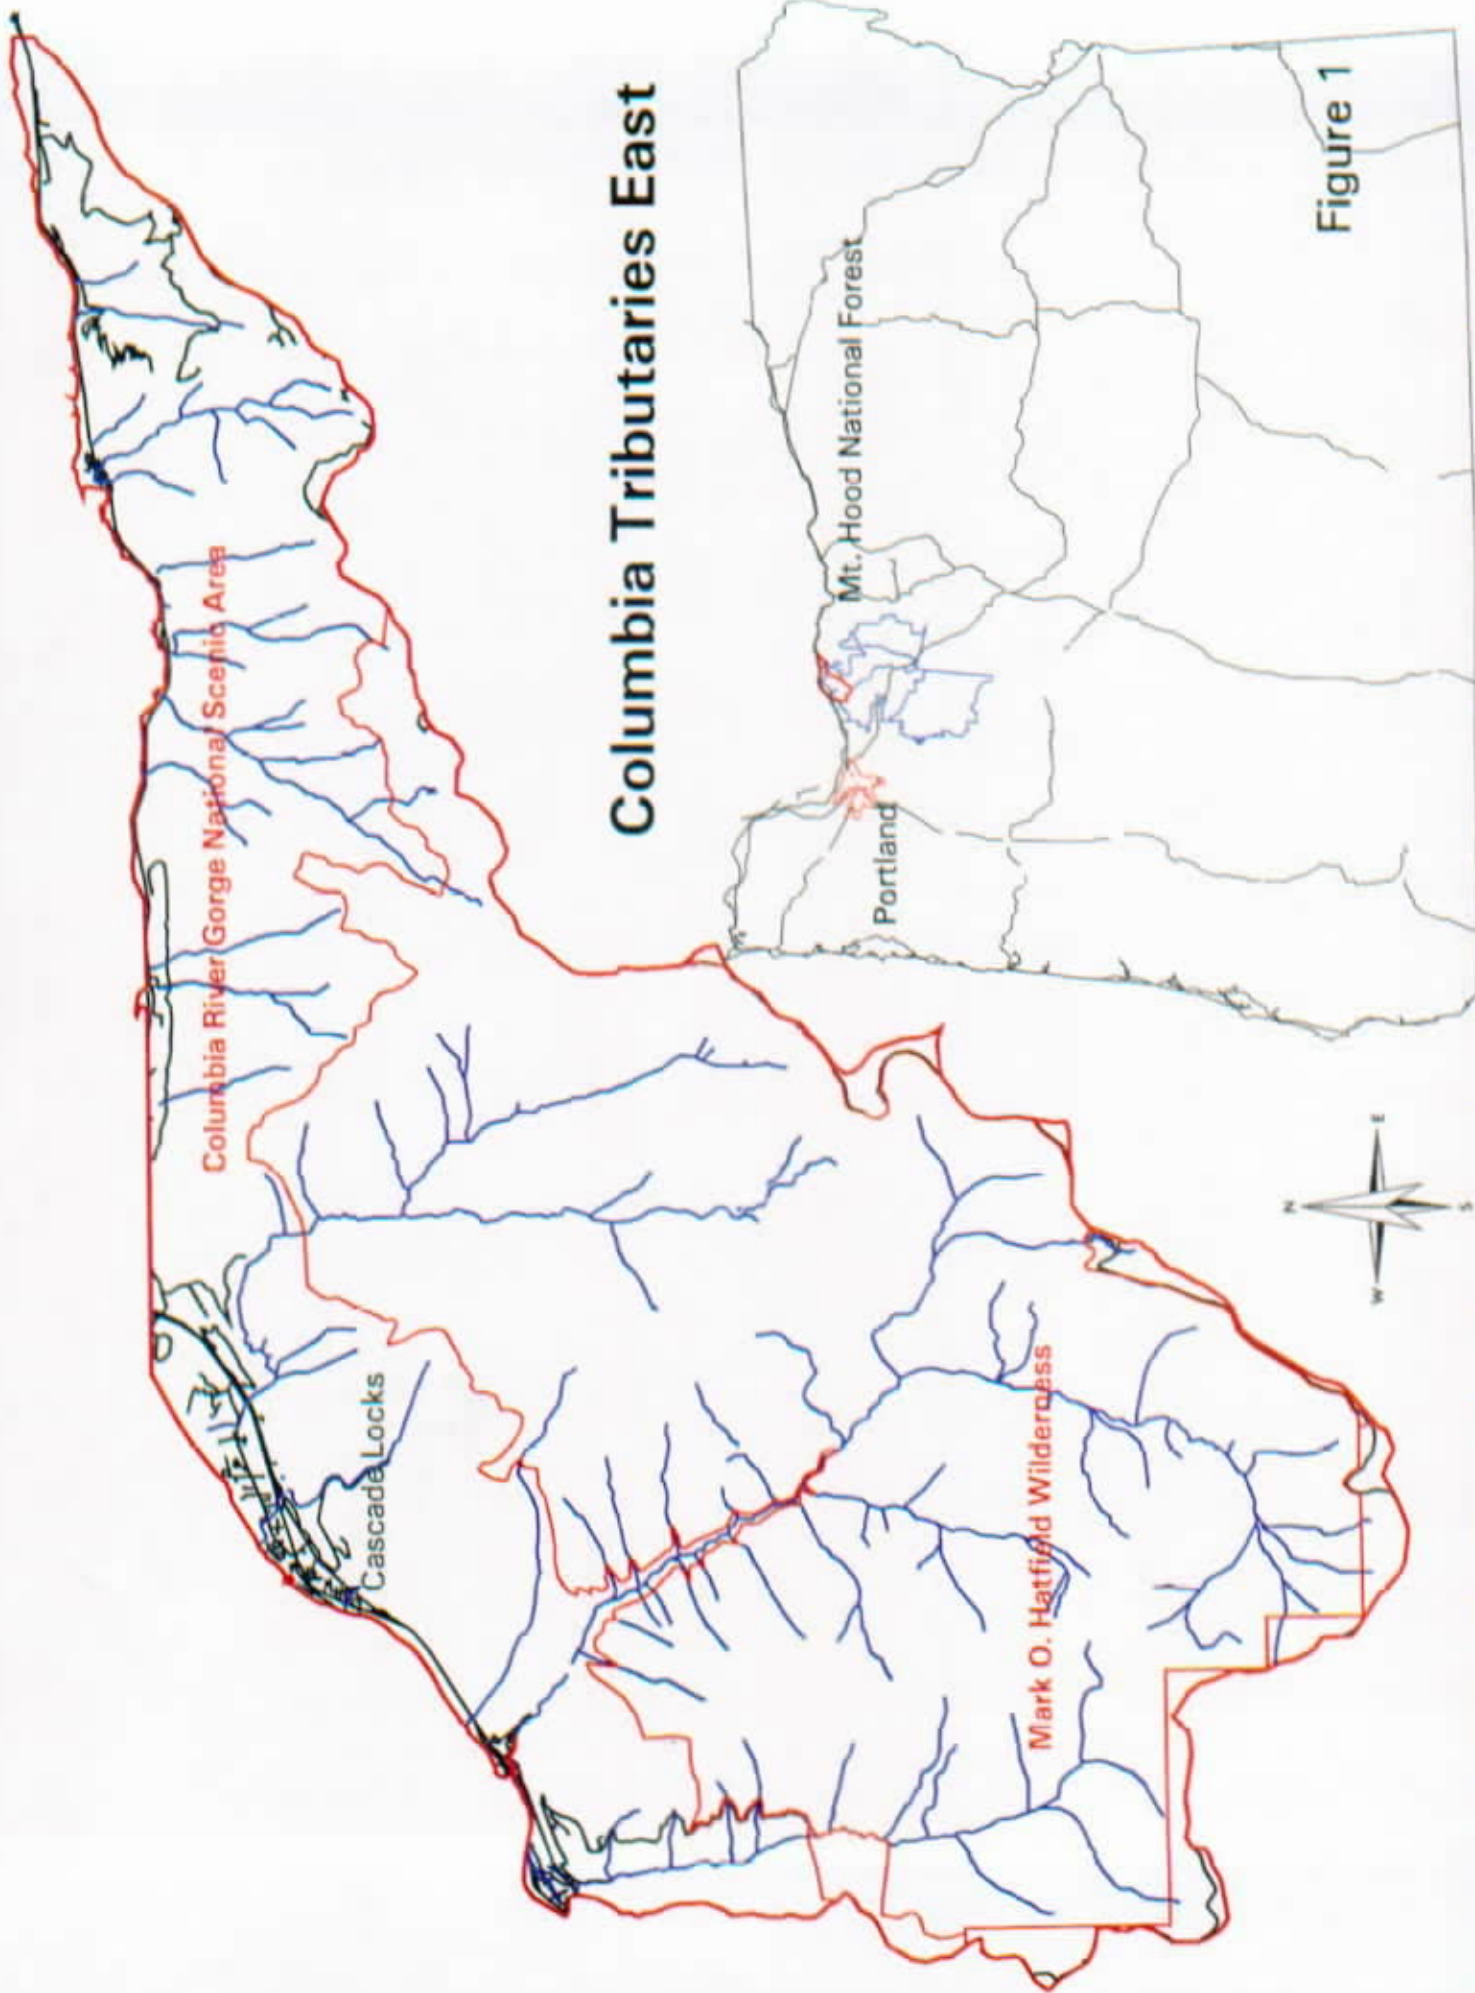 Columbia River Gorge National Scenic Area
Cascade Locks
Mark O. Hatfield Wilderness
Columbia Tributaries East
Mt. Hood National Forest
Portland
N
W
E
S
Figure 1